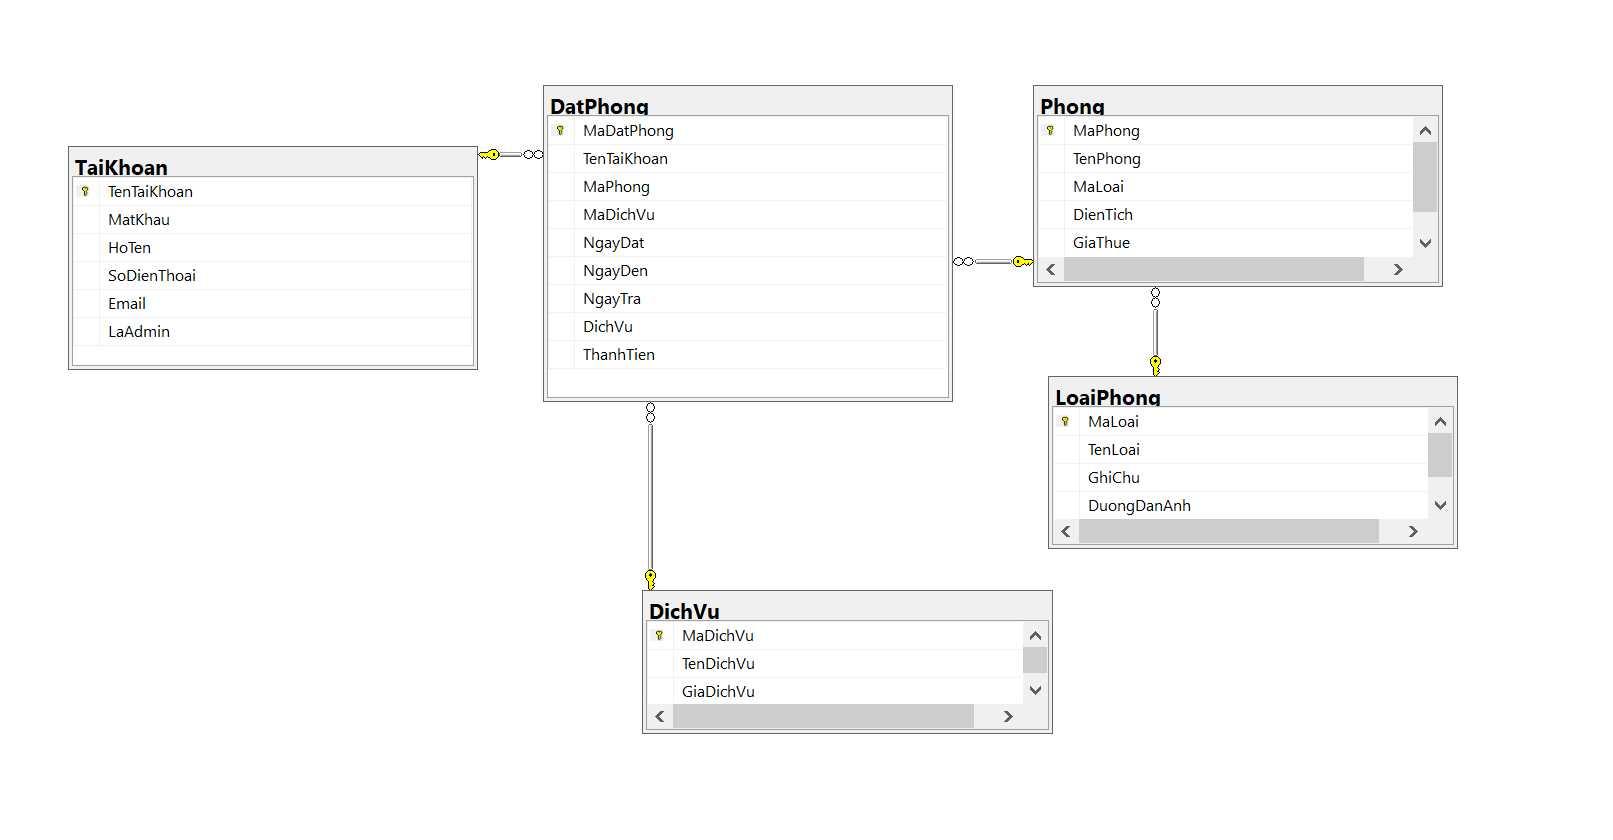 TaiKhoan
TenTaiKhoan
MatKhau
HoTen
SoDienThoai
Email
LaAdmin
DatPhong
MaDatPhong
TenTaiKhoan
MaPhong
MaDichVu
NgayDat
NgayDen
NgayTra
DichVu
ThanhTien
Phong
MaPhong
TenPhong
MaLoai
DienTich
GiaThue
LoaiPhong
MaLoai
TenLoai
GhiChu
DuongDanAnh
DichVu
MaDichVu
TenDichVu
GiaDichVu